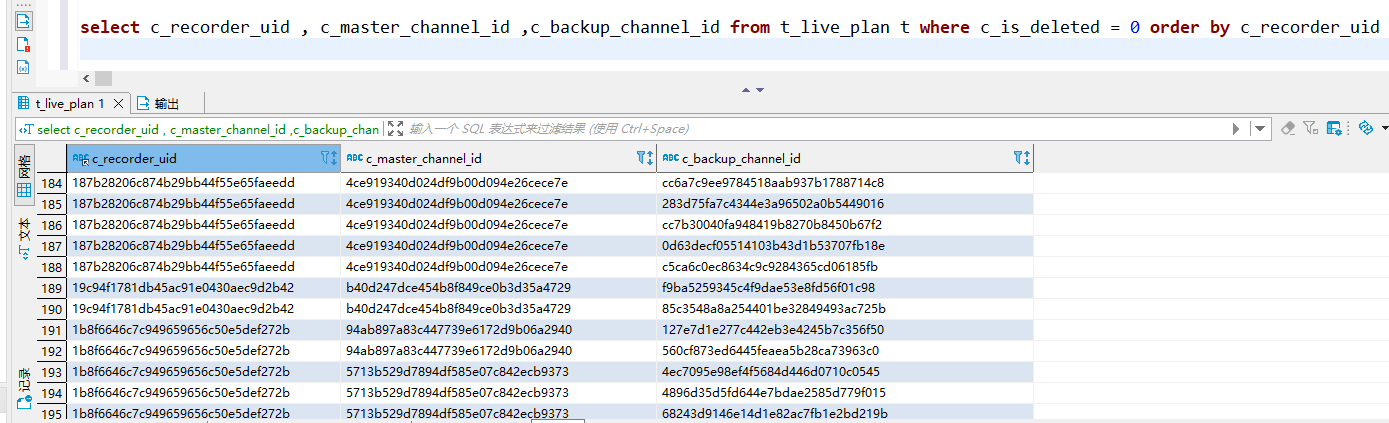 select c_recorder_uid , c_master_channel_id ,c_backup_channel_id from t_live_plan t where c_is_deleted = 0 order by c_recorder_uid
t_live_plan 1 输出
select c_recorder_uid , c_master_channel_id ,c_backup_chan 输入一个 SQL 表达式来过滤结果 (使用 Ctrl+Space)
网格
文本
记录
ABC c_recorder_uid ABC c_master_channel_id ABC c_backup_channel_id
184 187b28206c874b29bb44f55e65faeedd 4ce919340d024df9b00d094e26cece7e cc6a7c9ee9784518aab937b1788714c8
185 187b28206c874b29bb44f55e65faeedd 4ce919340d024df9b00d094e26cece7e 283d75fa7c4344e3a96502a0b5449016
186 187b28206c874b29bb44f55e65faeedd 4ce919340d024df9b00d094e26cece7e cc7b30040fa948419b8270b8450b67f2
187 187b28206c874b29bb44f55e65faeedd 4ce919340d024df9b00d094e26cece7e 0d63decf05514103b43d1b53707fb18e
188 187b28206c874b29bb44f55e65faeedd 4ce919340d024df9b00d094e26cece7e c5ca6c0ec8634c9c9284365cd06185fb
189 19c94f1781db45ac91e0430aec9d2b42 b40d247dce454b8f849ce0b3d35a4729 f9ba5259345c4f9dae53e8fd56f01c98
190 19c94f1781db45ac91e0430aec9d2b42 b40d247dce454b8f849ce0b3d35a4729 85c3548a8a254401be32849493ac725b
191 1b8f6646c7c949659656c50e5def272b 94ab897a83c447739e6172d9b06a2940 127e7d1e277c442eb3e4245b7c356f50
192 1b8f6646c7c949659656c50e5def272b 94ab897a83c447739e6172d9b06a2940 560cf873ed6445feaea5b28ca73963c0
193 1b8f6646c7c949659656c50e5def272b 5713b529d7894df585e07c842ecb9373 4ec7095e98ef4f5684d446d0710c0545
194 1b8f6646c7c949659656c50e5def272b 5713b529d7894df585e07c842ecb9373 4896d35d5fd644e7bdae2585d779f015
195 1b8f6646c7c949659656c50e5def272b 5713b529d7894df585e07c842ecb9373 68243d9146e14d1e82ac7fb1e2bd219b